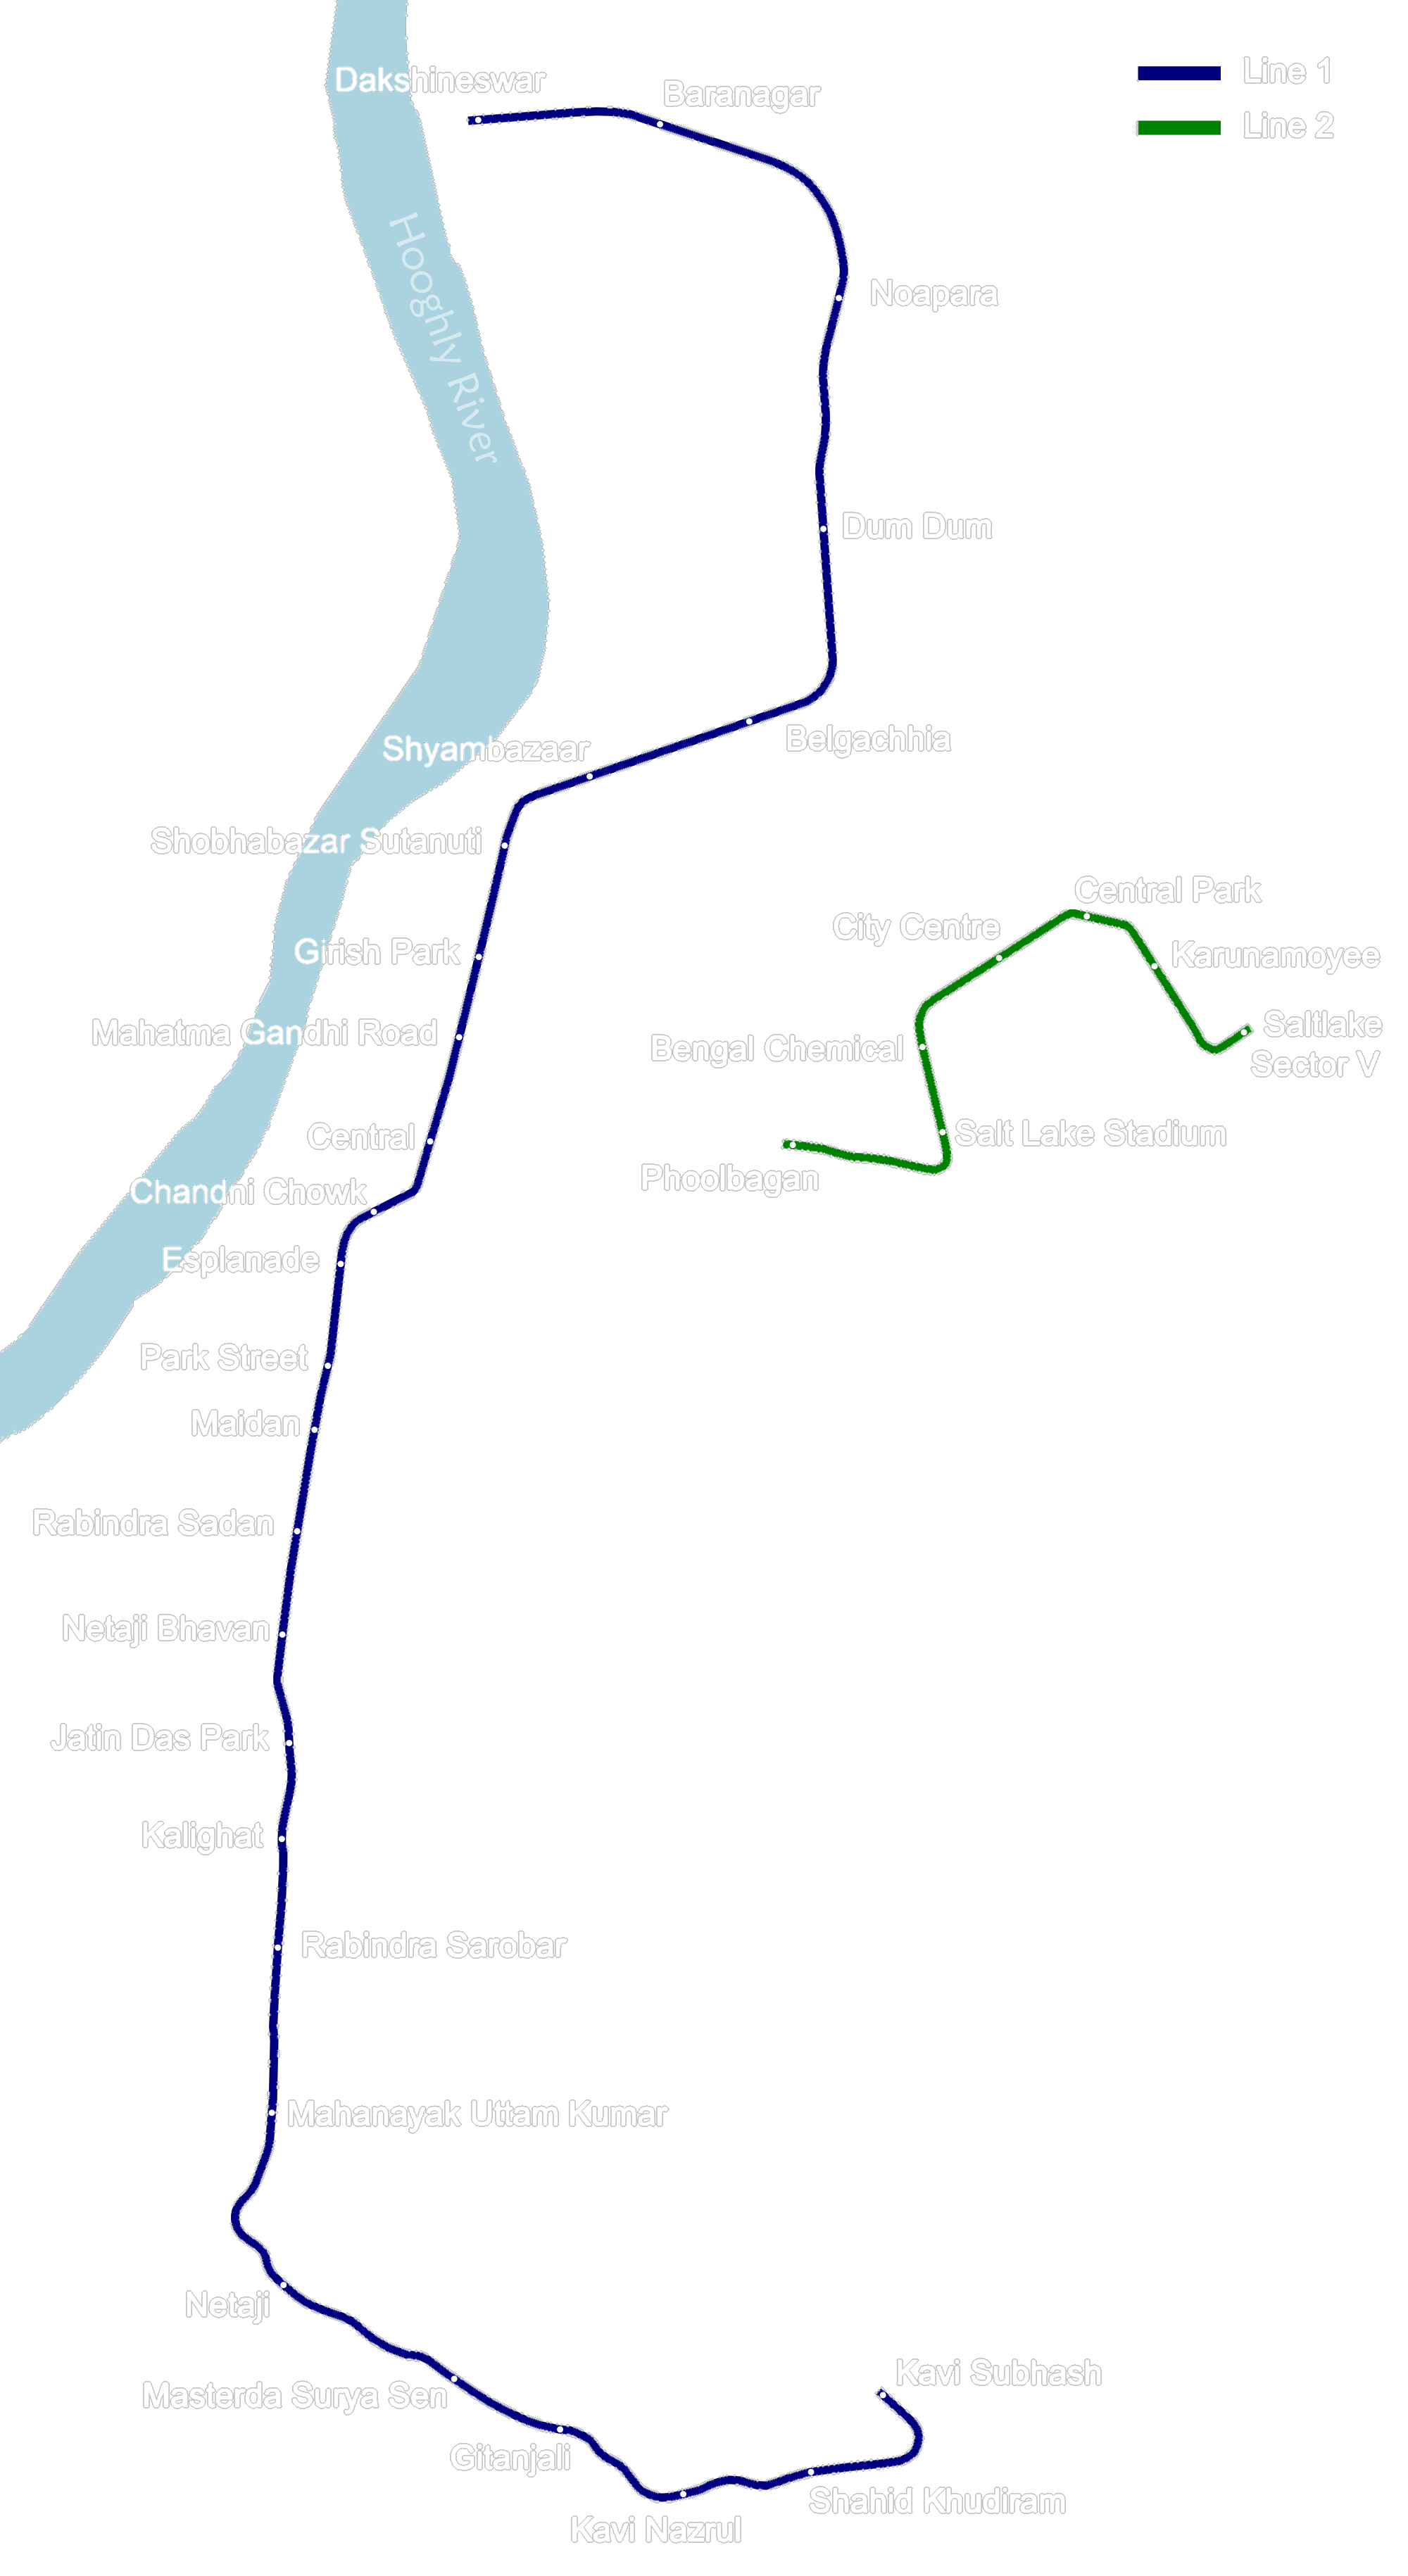 Line 1
Line 2
Dakshineswar
Baranagar
Hooghly River
Noapara
Dum Dum
Belgachhia
Shyambazaar
Shobhabazar Sutanuti
Girish Park
Mahatma Gandhi Road
Central
Chandni Chowk
Esplanade
Park Street
Maidan
Rabindra Sadan
Netaji Bhavan
Jatin Das Park
Kalighat
Rabindra Sarobar
Mahanayak Uttam Kumar
Netaji
Masterda Surya Sen
Gitanjali
Kavi Nazrul
Shahid Khudiram
Kavi Subhash
Central Park
City Centre
Karunamoyee
Saltlake
Sector V
Bengal Chemical
Salt Lake Stadium
Phoolbagan